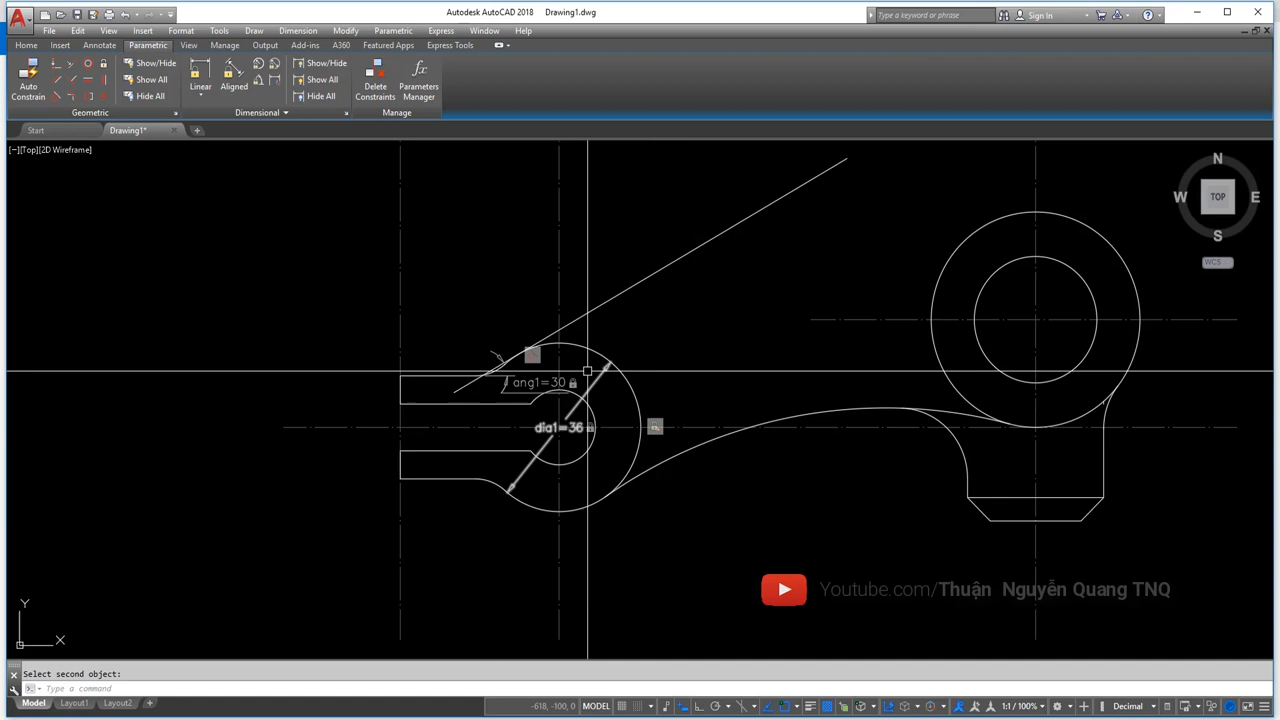 Autodesk AutoCAD 2018 Drawing1.dwg
Type a keyword or phrase
Sign In
File Edit View Insert Format Tools Draw Dimension Modify Parametric Express Window Help
Home Insert Annotate Parametric View Manage Output Add-ins A360 Featured Apps Express Tools
Auto Constrain
Show/Hide
Show All
Hide All
Linear
Aligned
Show/Hide
Show All
Hide All
Delete Constraints
fx
Parameters Manager
Geometric
Dimensional
Manage
Start
Drawing1*
[−][Top][2D Wireframe]
N
W
TOP
E
S
WCS
ang1=30
dia1=36
Youtube.com/Thuận Nguyễn Quang TNQ
Y
X
Select second object:
Type a command
Model Layout1 Layout2
-618, -100, 0
MODEL
1:1 / 100%
Decimal